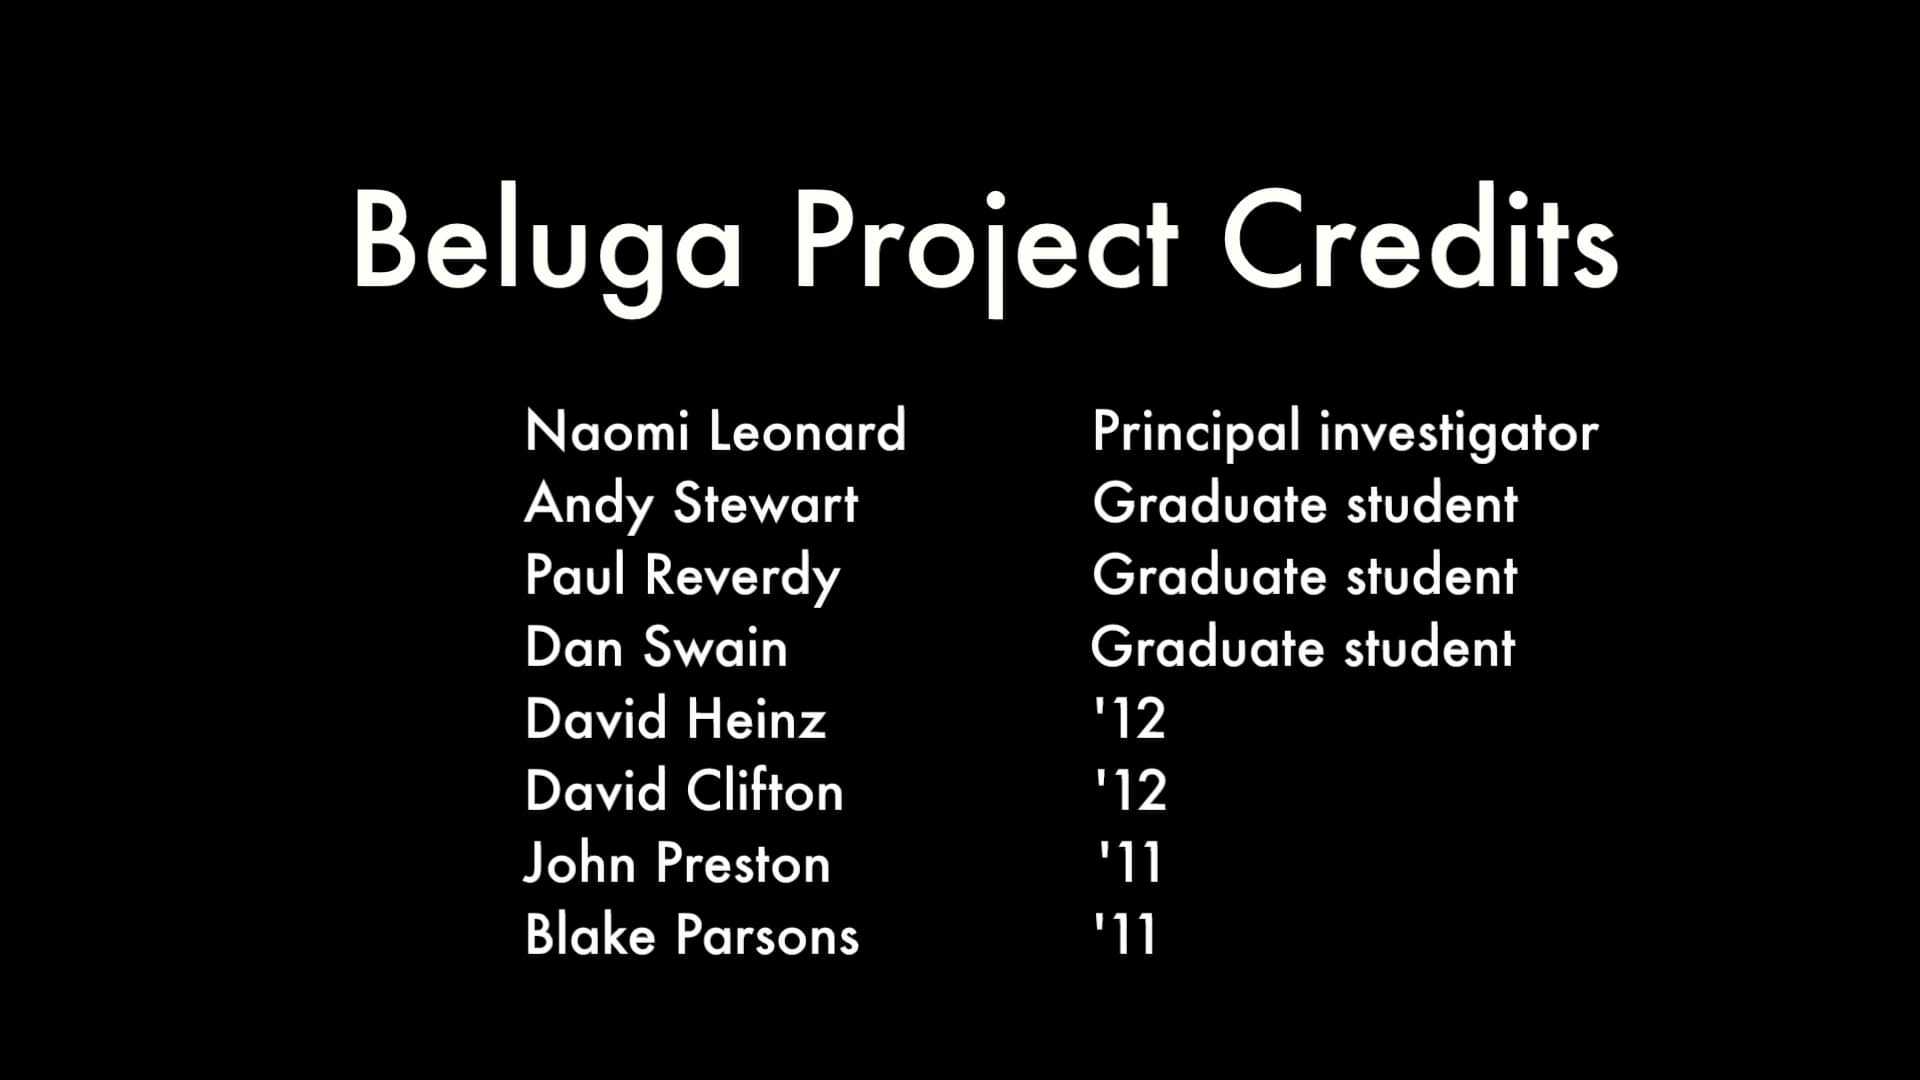 Beluga Project Credits
Naomi Leonard Principal investigator
Andy Stewart Graduate student
Paul Reverdy Graduate student
Dan Swain Graduate student
David Heinz '12
David Clifton '12
John Preston '11
Blake Parsons '11